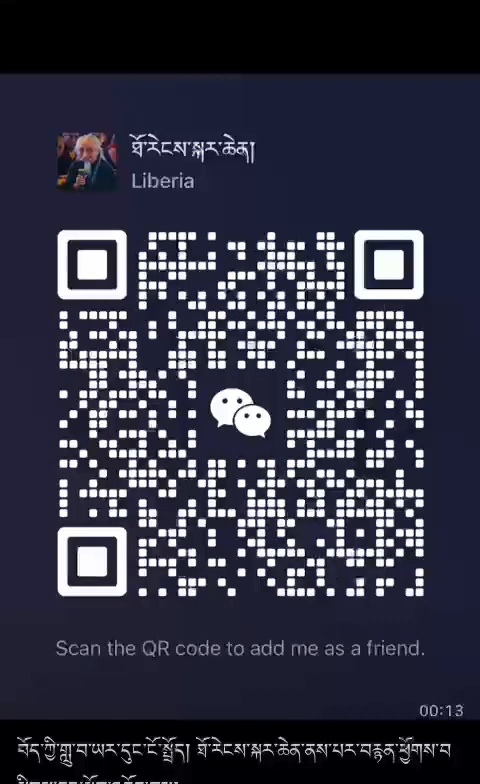 ཐོ་རེངས་སྐར་ཆེན།
Liberia
Scan the QR code to add me as a friend.
00:13
བོད་ཀྱི་གླུ་བ་ཡར་དུང་ངོ་སྤྲོད། ཐོ་རེངས་སྐར་ཆེན་ནས་པར་བརྙན་ཕྱོགས་བ